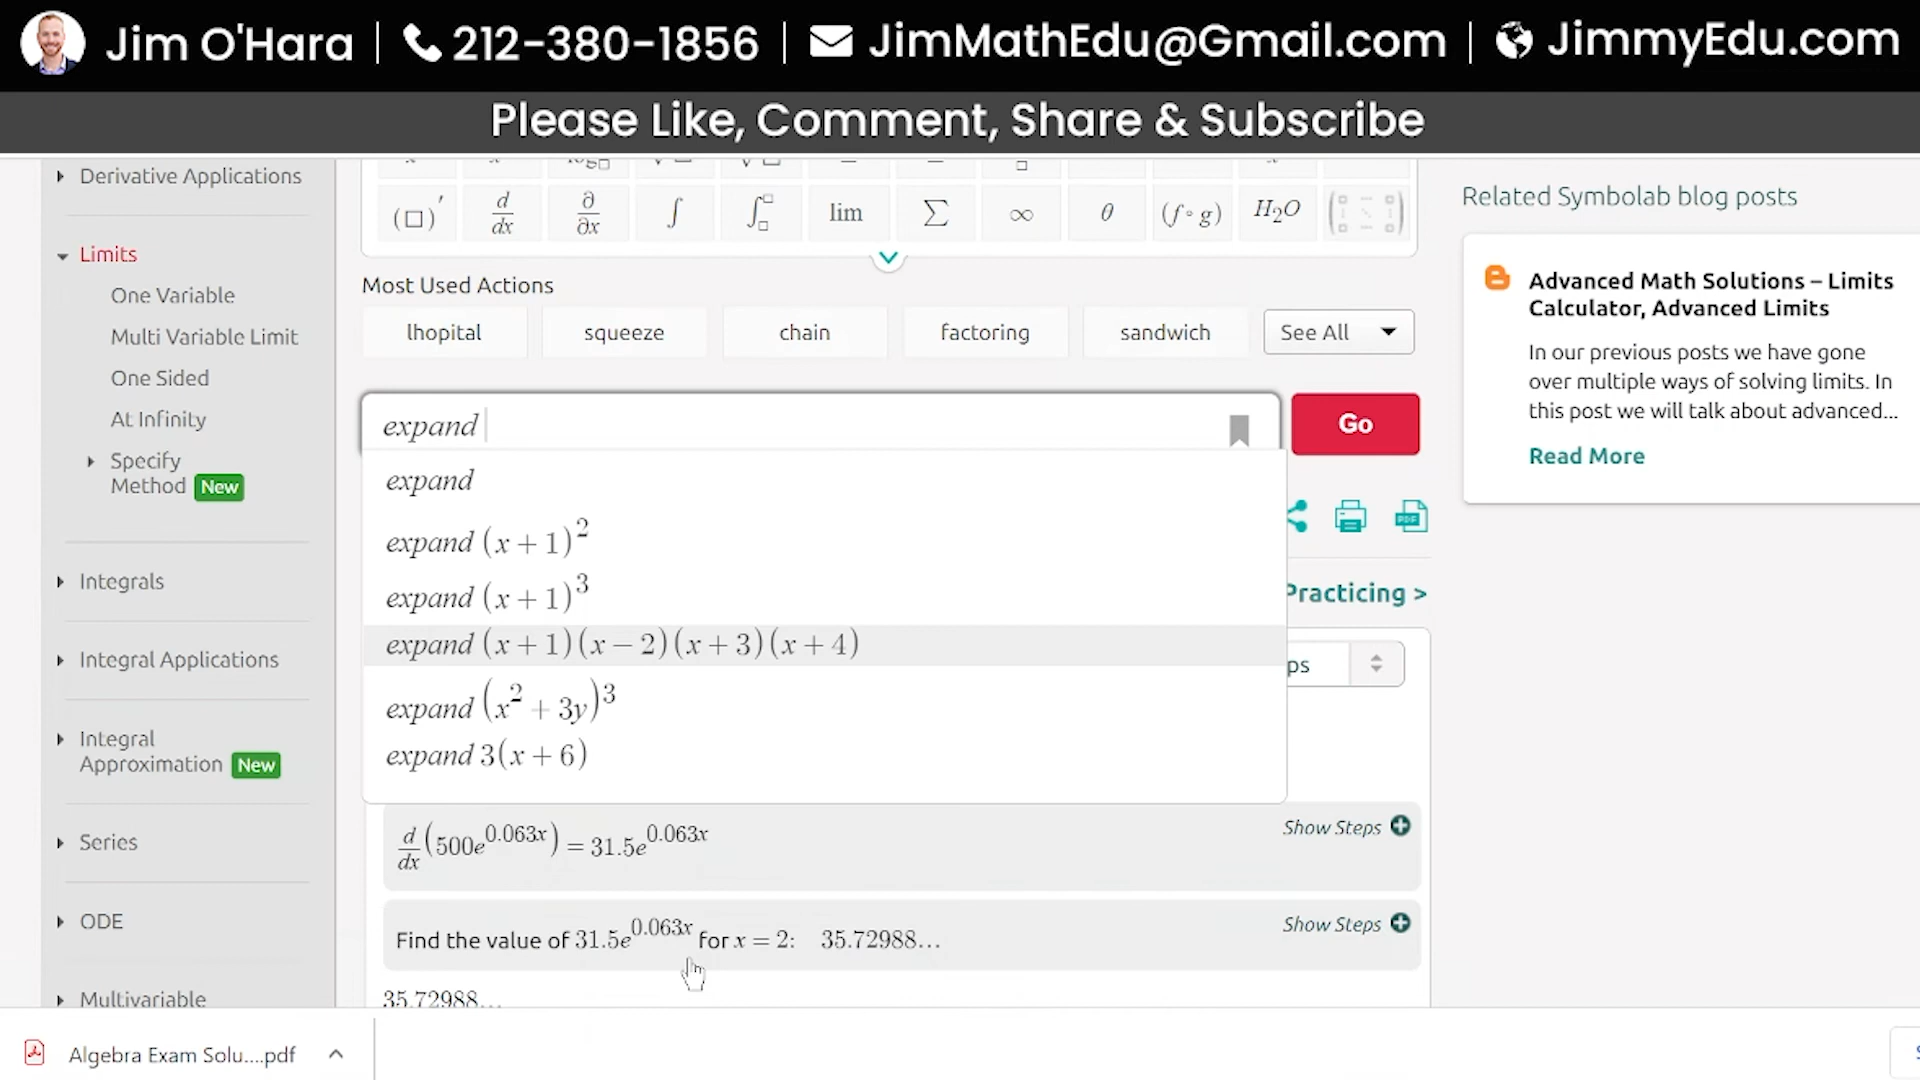 Jim O'Hara | 212-380-1856 | JimMathEdu@Gmail.com | JimmyEdu.com
Please Like, Comment, Share & Subscribe
Derivative Applications
Limits
One Variable
Multi Variable Limit
One Sided
At Infinity
Specify
Method New
Integrals
Integral Applications
Integral
Approximation New
Series
ODE
Multivariable
(□)′ d/dx ∂/∂x ∫ ∫ lim ∑ ∞ θ (f∘g) H₂O
Most Used Actions
lhopital squeeze chain factoring sandwich See All
expand
Go
expand
expand (x + 1)²
expand (x + 1)³
expand (x + 1)(x − 2)(x + 3)(x + 4)
expand (x² + 3y)³
expand 3(x + 6)
PDF
Practicing >
ps
d/dx(500e^0.063x) = 31.5e^0.063x
Show Steps
Find the value of 31.5e^0.063x for x = 2: 35.72988...
Show Steps
35.72988...
Related Symbolab blog posts
Advanced Math Solutions – Limits
Calculator, Advanced Limits
In our previous posts we have gone
over multiple ways of solving limits. In
this post we will talk about advanced...
Read More
Algebra Exam Solu....pdf